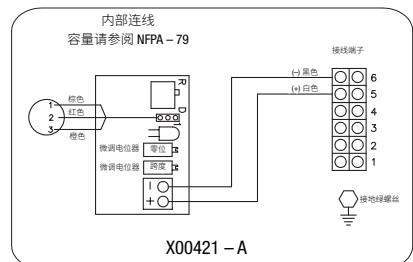 内部连线
容量请参阅 NFPA – 79
接线端子
R
D
(–) 黑色
(+) 白色
6
5
4
3
2
1
1
棕色
2
红色
3
橙色
微调电位器
零位
微调电位器
跨度
–
+
接地绿螺丝
X00421 – A